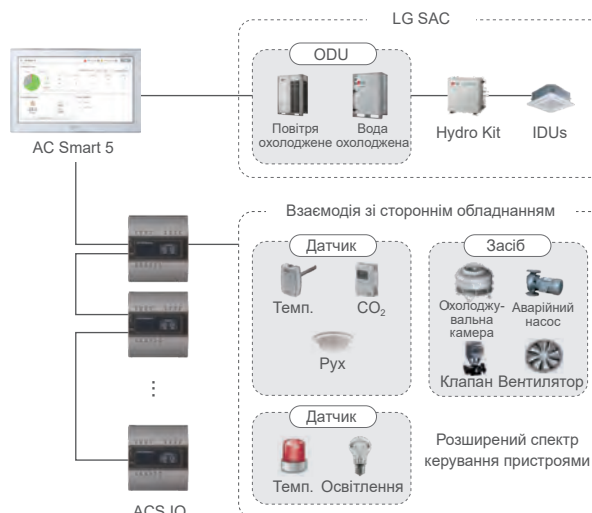 LG SAC
ODU
Повітря
охолоджене
Вода
охолоджена
Hydro Kit
IDUs
AC Smart 5
Взаємодія зі стороннім обладнанням
Датчик
Темп.
CO₂
Рух
Засіб
Охолоджу-
вальна
камера
Аварійний
насос
Клапан
Вентилятор
Датчик
Темп.
Освітлення
Розширений спектр
керування пристроями
ACS IO